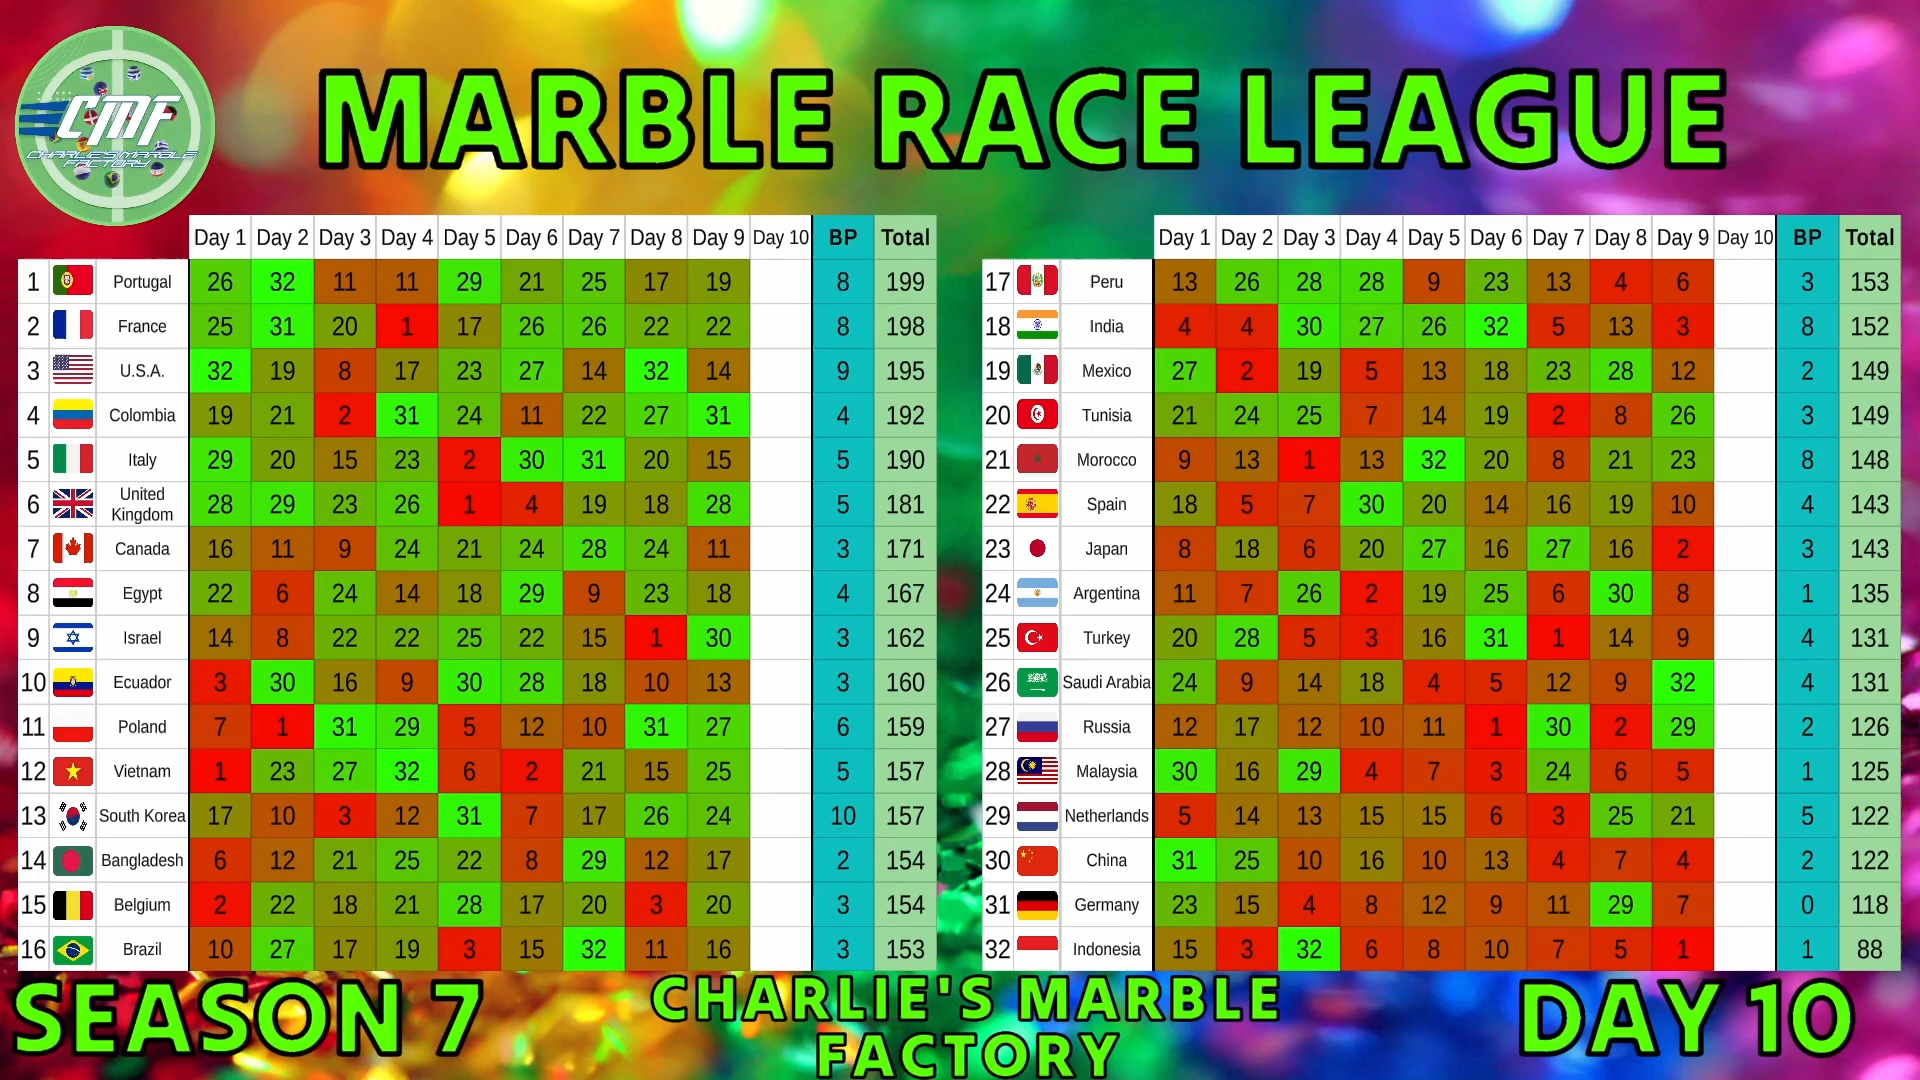 CMF
CHARLIE'S MARBLE
FACTORY
MARBLE RACE LEAGUE
Day 1 Day 2 Day 3 Day 4 Day 5 Day 6 Day 7 Day 8 Day 9 Day 10 BP Total
1 Portugal 26 32 11 11 29 21 25 17 19 8 199
2 France 25 31 20 1 17 26 26 22 22 8 198
3 U.S.A. 32 19 8 17 23 27 14 32 14 9 195
4 Colombia 19 21 2 31 24 11 22 27 31 4 192
5 Italy 29 20 15 23 2 30 31 20 15 5 190
6 United Kingdom 28 29 23 26 1 4 19 18 28 5 181
7 Canada 16 11 9 24 21 24 28 24 11 3 171
8 Egypt 22 6 24 14 18 29 9 23 18 4 167
9 Israel 14 8 22 22 25 22 15 1 30 3 162
10 Ecuador 3 30 16 9 30 28 18 10 13 3 160
11 Poland 7 1 31 29 5 12 10 31 27 6 159
12 Vietnam 1 23 27 32 6 2 21 15 25 5 157
13 South Korea 17 10 3 12 31 7 17 26 24 10 157
14 Bangladesh 6 12 21 25 22 8 29 12 17 2 154
15 Belgium 2 22 18 21 28 17 20 3 20 3 154
16 Brazil 10 27 17 19 3 15 32 11 16 3 153
Day 1 Day 2 Day 3 Day 4 Day 5 Day 6 Day 7 Day 8 Day 9 Day 10 BP Total
17 Peru 13 26 28 28 9 23 13 4 6 3 153
18 India 4 4 30 27 26 32 5 13 3 8 152
19 Mexico 27 2 19 5 13 18 23 28 12 2 149
20 Tunisia 21 24 25 7 14 19 2 8 26 3 149
21 Morocco 9 13 1 13 32 20 8 21 23 8 148
22 Spain 18 5 7 30 20 14 16 19 10 4 143
23 Japan 8 18 6 20 27 16 27 16 2 3 143
24 Argentina 11 7 26 2 19 25 6 30 8 1 135
25 Turkey 20 28 5 3 16 31 1 14 9 4 131
26 Saudi Arabia 24 9 14 18 4 5 12 9 32 4 131
27 Russia 12 17 12 10 11 1 30 2 29 2 126
28 Malaysia 30 16 29 4 7 3 24 6 5 1 125
29 Netherlands 5 14 13 15 15 6 3 25 21 5 122
30 China 31 25 10 16 10 13 4 7 4 2 122
31 Germany 23 15 4 8 12 9 11 29 7 0 118
32 Indonesia 15 3 32 6 8 10 7 5 1 1 88
SEASON 7
CHARLIE'S MARBLE
FACTORY
DAY 10